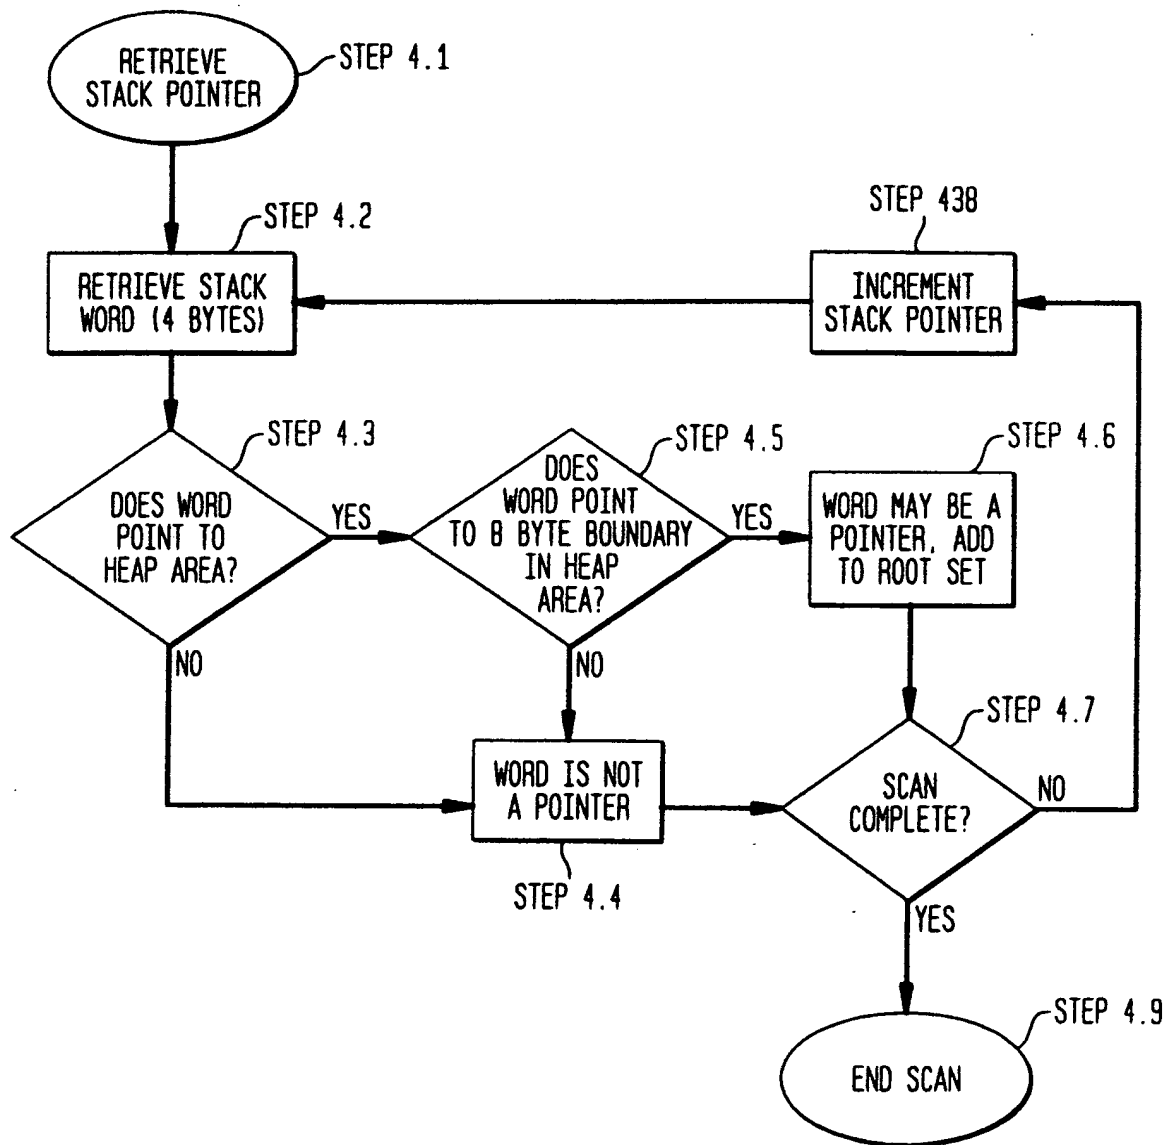 RETRIEVE
STACK POINTER
STEP 4.1
STEP 4.2
RETRIEVE STACK
WORD (4 BYTES)
STEP 438
INCREMENT
STACK POINTER
STEP 4.3
DOES WORD
POINT TO
HEAP AREA?
YES
NO
STEP 4.5
DOES
WORD POINT
TO 8 BYTE BOUNDARY
IN HEAP
AREA?
YES
NO
STEP 4.6
WORD MAY BE A
POINTER, ADD
TO ROOT SET
WORD IS NOT
A POINTER
STEP 4.4
STEP 4.7
SCAN
COMPLETE?
NO
YES
STEP 4.9
END SCAN